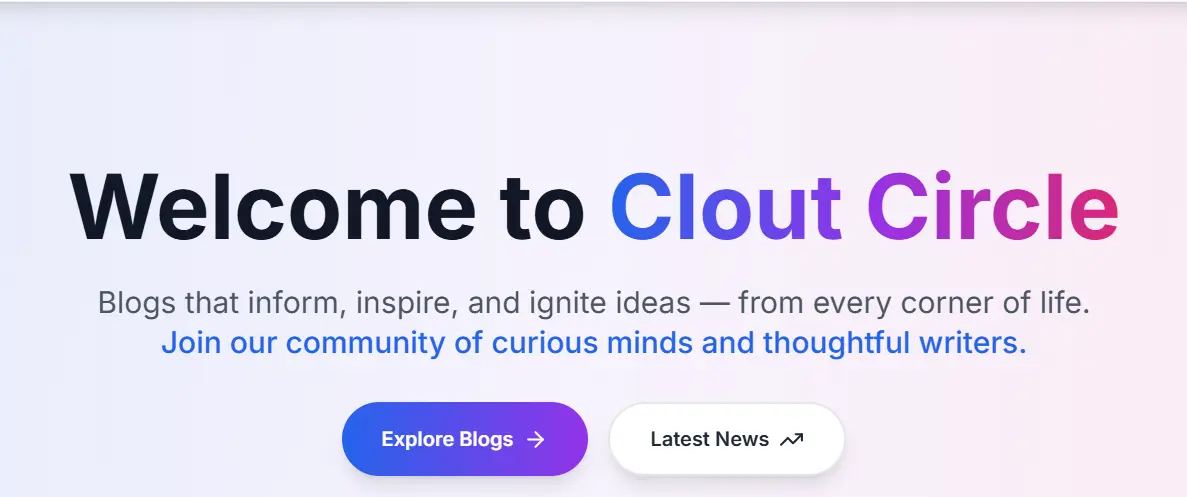 Welcome to Clout Circle
Blogs that inform, inspire, and ignite ideas — from every corner of life.
Join our community of curious minds and thoughtful writers.
Explore Blogs →
Latest News